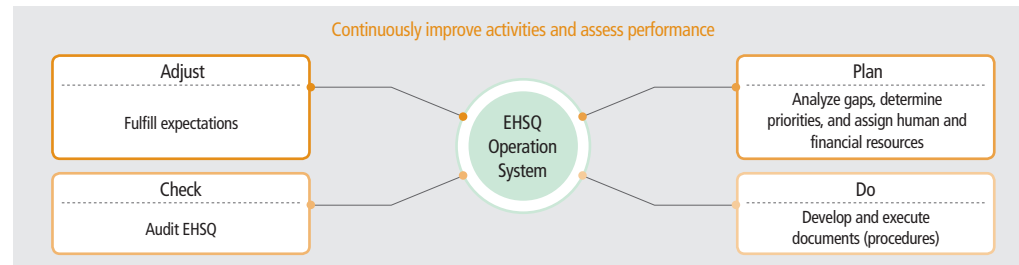 Continuously improve activities and assess performance
Adjust
Fulfill expectations
Check
Audit EHSQ
EHSQ
Operation
System
Plan
Analyze gaps, determine
priorities, and assign human and
financial resources
Do
Develop and execute
documents (procedures)